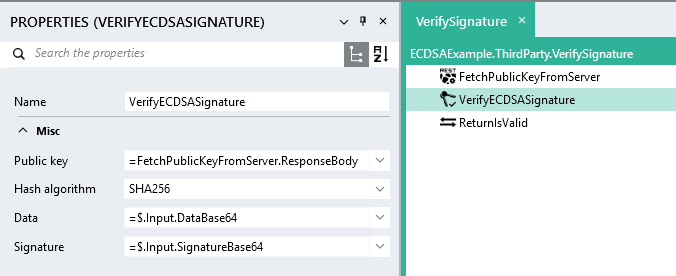 PROPERTIES (VERIFYECDSASIGNATURE)
Search the properties
A
Z
Name VerifyECDSASignature
Misc
Public key =FetchPublicKeyFromServer.ResponseBody
Hash algorithm SHA256
Data =$.Input.DataBase64
Signature =$.Input.SignatureBase64
VerifySignature
ECDSAExample.ThirdParty.VerifySignature
REST FetchPublicKeyFromServer
VerifyECDSASignature
ReturnIsValid